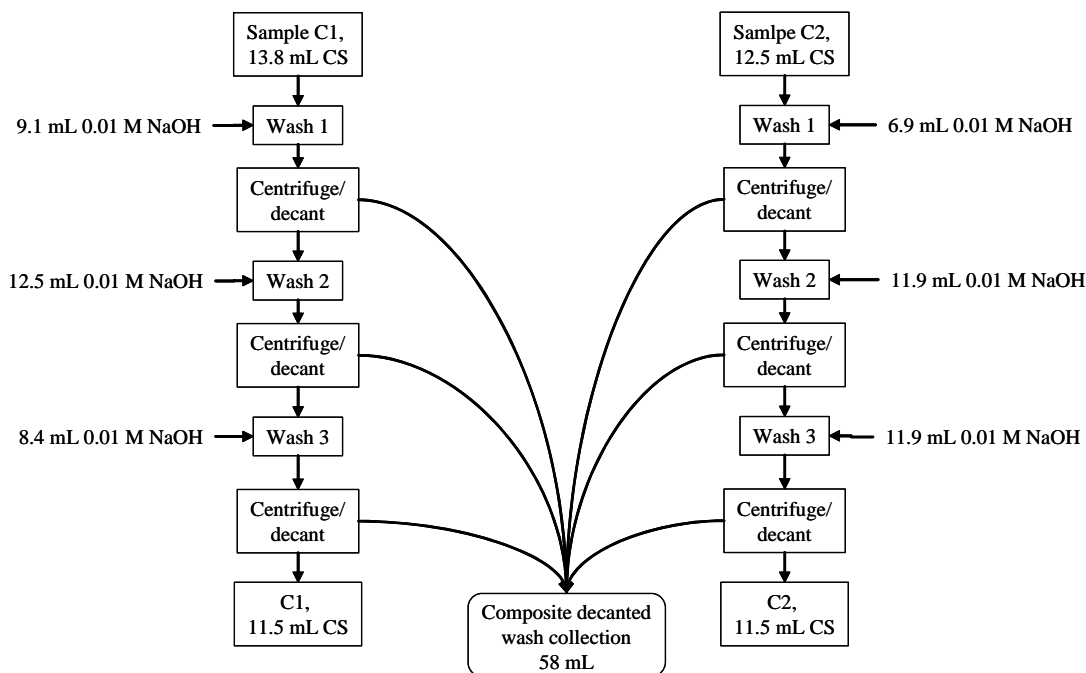 Sample C1,
13.8 mL CS
Samlpe C2,
12.5 mL CS
9.1 mL 0.01 M NaOH
Wash 1
Wash 1
6.9 mL 0.01 M NaOH
Centrifuge/
decant
Centrifuge/
decant
12.5 mL 0.01 M NaOH
Wash 2
Wash 2
11.9 mL 0.01 M NaOH
Centrifuge/
decant
Centrifuge/
decant
8.4 mL 0.01 M NaOH
Wash 3
Wash 3
11.9 mL 0.01 M NaOH
Centrifuge/
decant
Centrifuge/
decant
C1,
11.5 mL CS
Composite decanted
wash collection
58 mL
C2,
11.5 mL CS